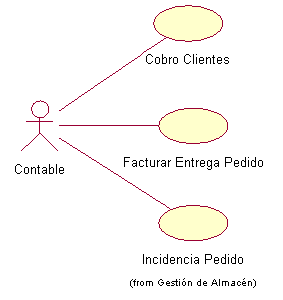 Cobro Clientes
Facturar Entrega Pedido
Contable
Incidencia Pedido
(from Gestión de Almacén)